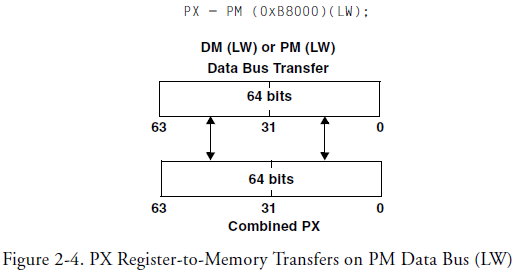 PX = PM (0xB8000)(LW);
DM (LW) or PM (LW)
Data Bus Transfer
64 bits
63 31 0
64 bits
63 31 0
Combined PX
Figure 2-4. PX Register-to-Memory Transfers on PM Data Bus (LW)